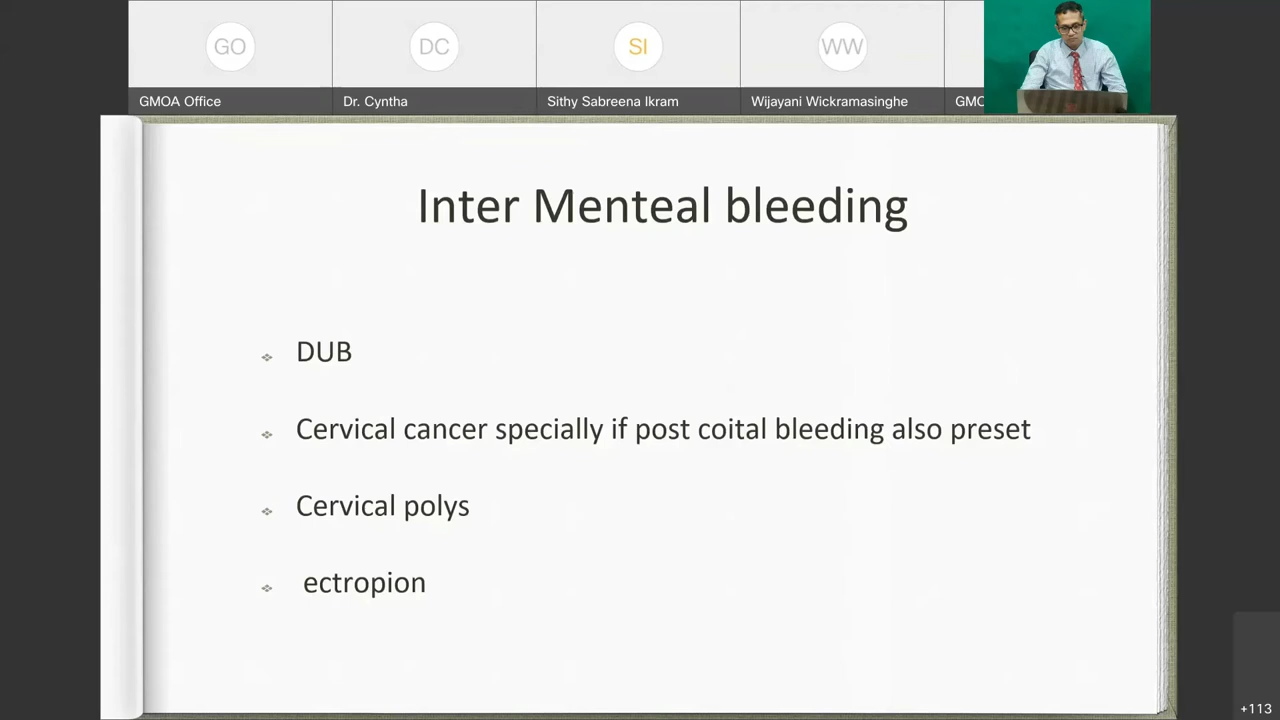 GO
DC
SI
WW
GMOA Office
Dr. Cyntha
Sithy Sabreena Ikram
Wijayani Wickramasinghe
GMC
Inter Menteal bleeding
DUB
Cervical cancer specially if post coital bleeding also preset
Cervical polys
ectropion
+113